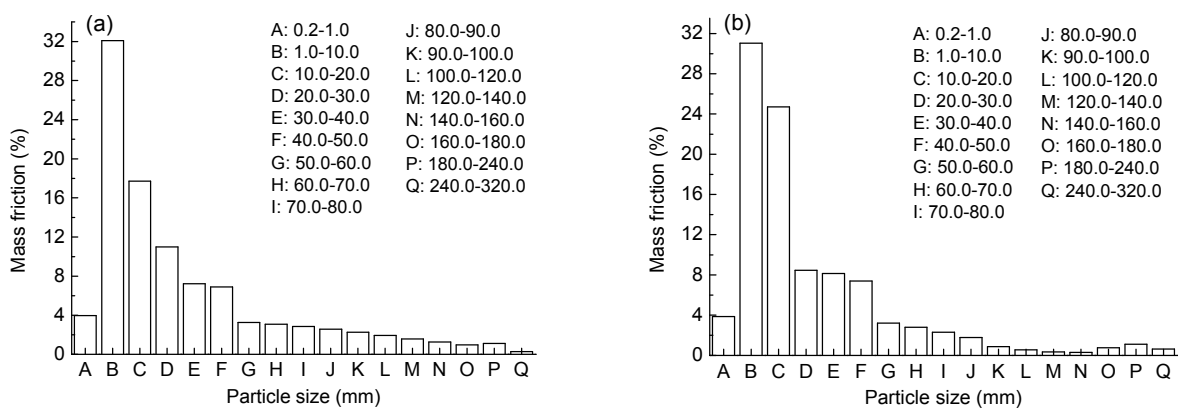 (a)
A: 0.2-1.0
B: 1.0-10.0
C: 10.0-20.0
D: 20.0-30.0
E: 30.0-40.0
F: 40.0-50.0
G: 50.0-60.0
H: 60.0-70.0
I: 70.0-80.0
J: 80.0-90.0
K: 90.0-100.0
L: 100.0-120.0
M: 120.0-140.0
N: 140.0-160.0
O: 160.0-180.0
P: 180.0-240.0
Q: 240.0-320.0
Mass friction (%)
32
28
24
20
16
12
8
4
0
A B C D E F G H I J K L M N O P Q
Particle size (mm)
(b)
A: 0.2-1.0
B: 1.0-10.0
C: 10.0-20.0
D: 20.0-30.0
E: 30.0-40.0
F: 40.0-50.0
G: 50.0-60.0
H: 60.0-70.0
I: 70.0-80.0
J: 80.0-90.0
K: 90.0-100.0
L: 100.0-120.0
M: 120.0-140.0
N: 140.0-160.0
O: 160.0-180.0
P: 180.0-240.0
Q: 240.0-320.0
Mass friction (%)
32
28
24
20
16
12
8
4
0
A B C D E F G H I J K L M N O P Q
Particle size (mm)